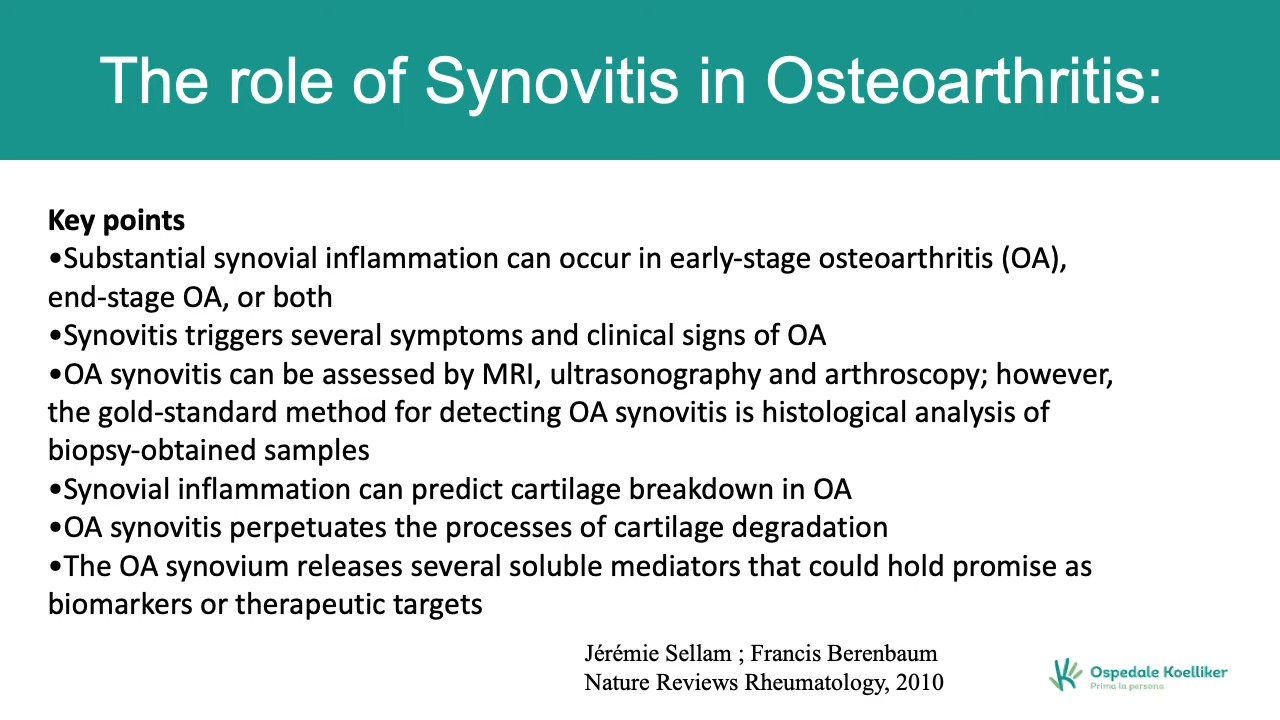 The role of Synovitis in Osteoarthritis:
Key points
•Substantial synovial inflammation can occur in early-stage osteoarthritis (OA),
end-stage OA, or both
•Synovitis triggers several symptoms and clinical signs of OA
•OA synovitis can be assessed by MRI, ultrasonography and arthroscopy; however,
the gold-standard method for detecting OA synovitis is histological analysis of
biopsy-obtained samples
•Synovial inflammation can predict cartilage breakdown in OA
•OA synovitis perpetuates the processes of cartilage degradation
•The OA synovium releases several soluble mediators that could hold promise as
biomarkers or therapeutic targets
Jérémie Sellam ; Francis Berenbaum
Nature Reviews Rheumatology, 2010
Ospedale Koelliker
Prima la persona